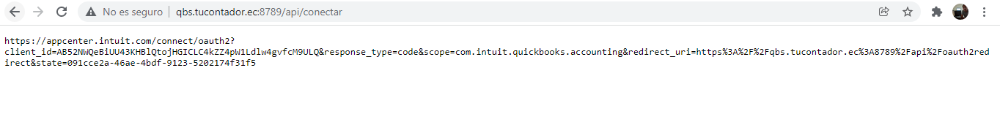 No es seguro | qbs.tucontador.ec:8789/api/conectar
https://appcenter.intuit.com/connect/oauth2?
client_id=AB52NWQeBiUU43KHBlQtojHGICLC4kZZ4pW1Ldlw4gvfcM9ULQ&response_type=code&scope=com.intuit.quickbooks.accounting&redirect_uri=https%3A%2F%2Fqbs.tucontador.ec%3A8789%2Fapi%2Foauth2red
irect&state=091cce2a-46ae-4bdf-9123-5202174f31f5